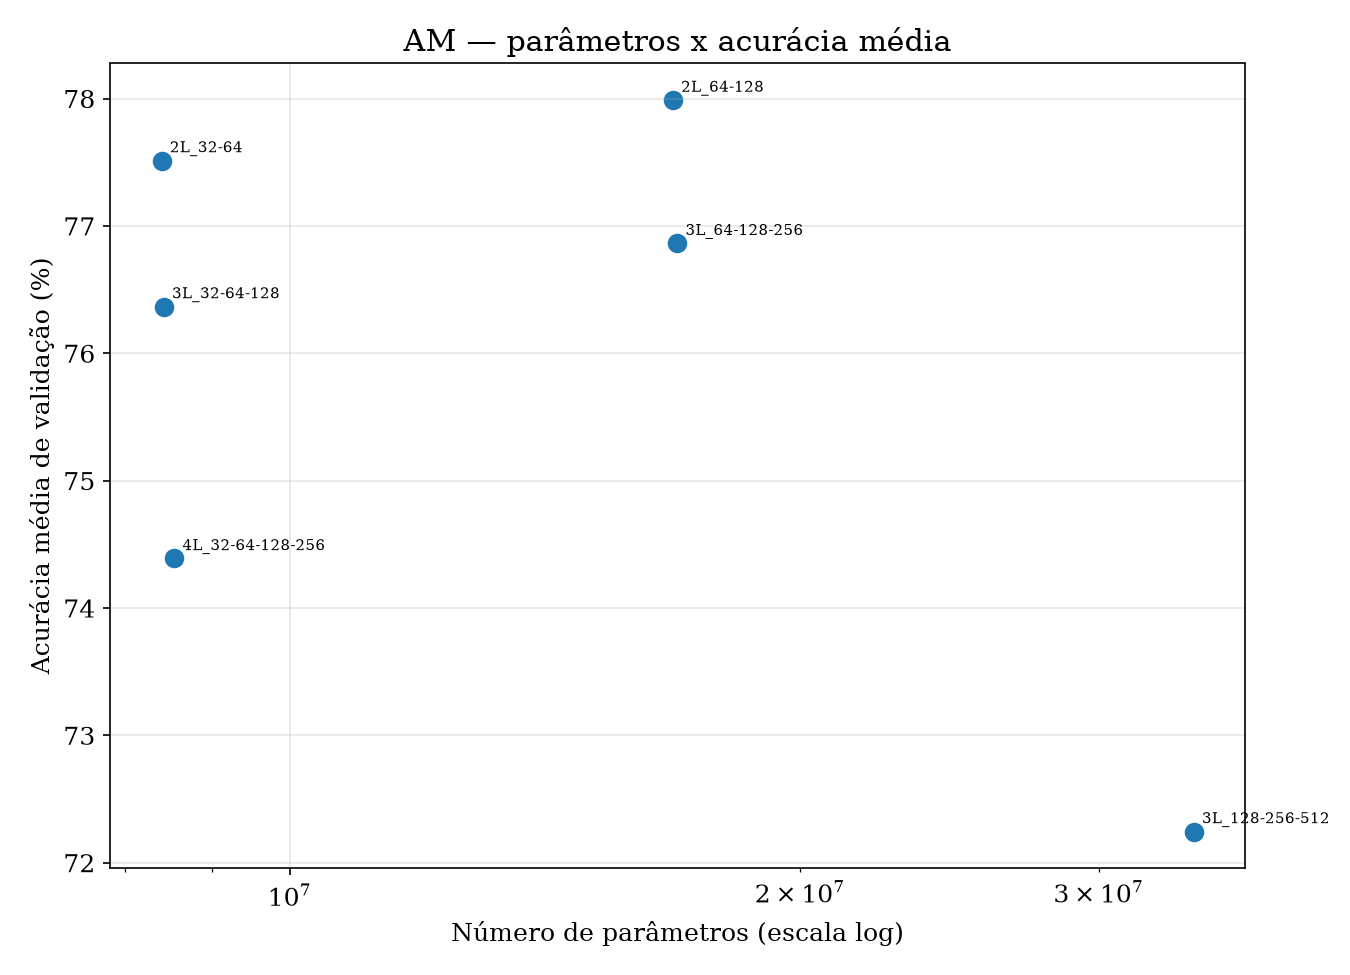 AM — parâmetros x acurácia média
Acurácia média de validação (%)
78
77
76
75
74
73
72
2L_64-128
2L_32-64
3L_64-128-256
3L_32-64-128
4L_32-64-128-256
3L_128-256-512
10⁷
2 × 10⁷
3 × 10⁷
Número de parâmetros (escala log)